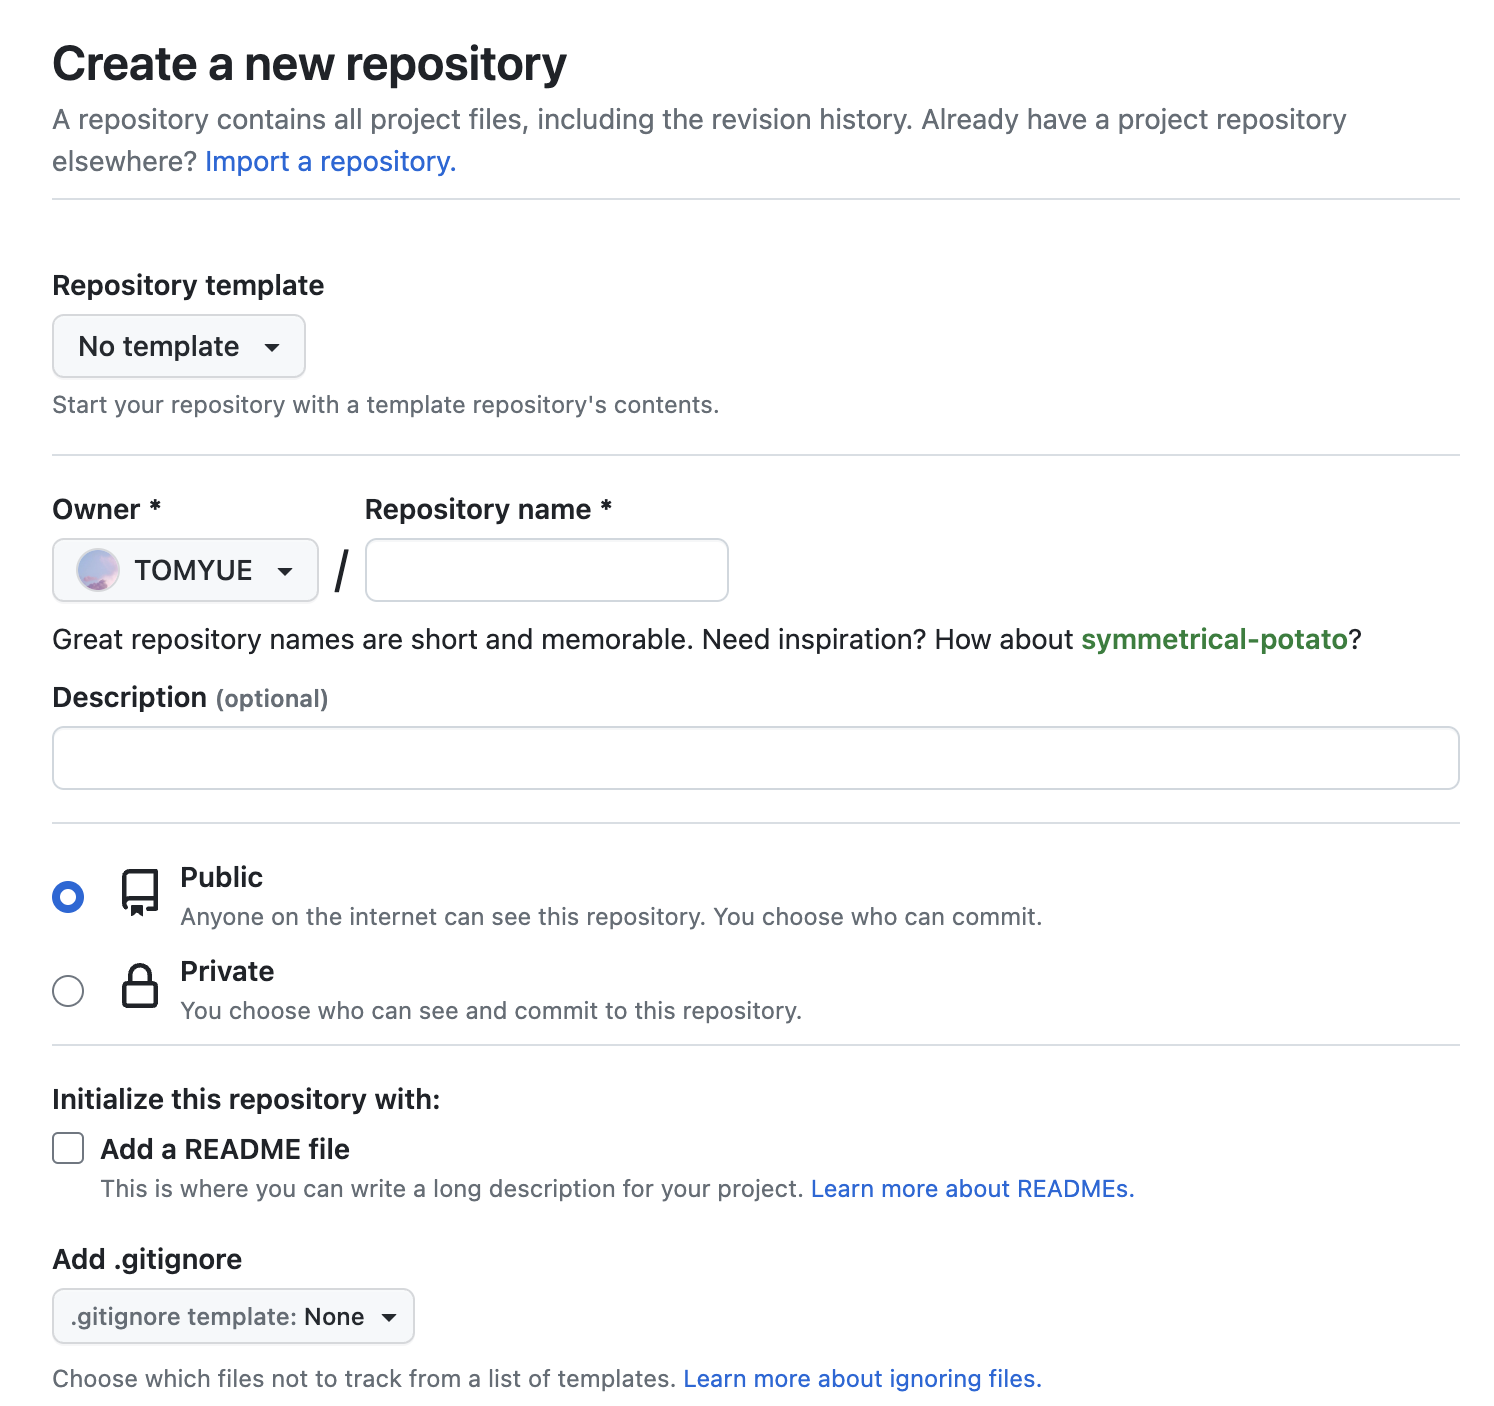 Create a new repository
A repository contains all project files, including the revision history. Already have a project repository
elsewhere? Import a repository.
Repository template
No template
Start your repository with a template repository's contents.
Owner * Repository name *
TOMYUE /
Great repository names are short and memorable. Need inspiration? How about symmetrical-potato?
Description (optional)
Public
Anyone on the internet can see this repository. You choose who can commit.
Private
You choose who can see and commit to this repository.
Initialize this repository with:
Add a README file
This is where you can write a long description for your project. Learn more about READMEs.
Add .gitignore
.gitignore template: None
Choose which files not to track from a list of templates. Learn more about ignoring files.